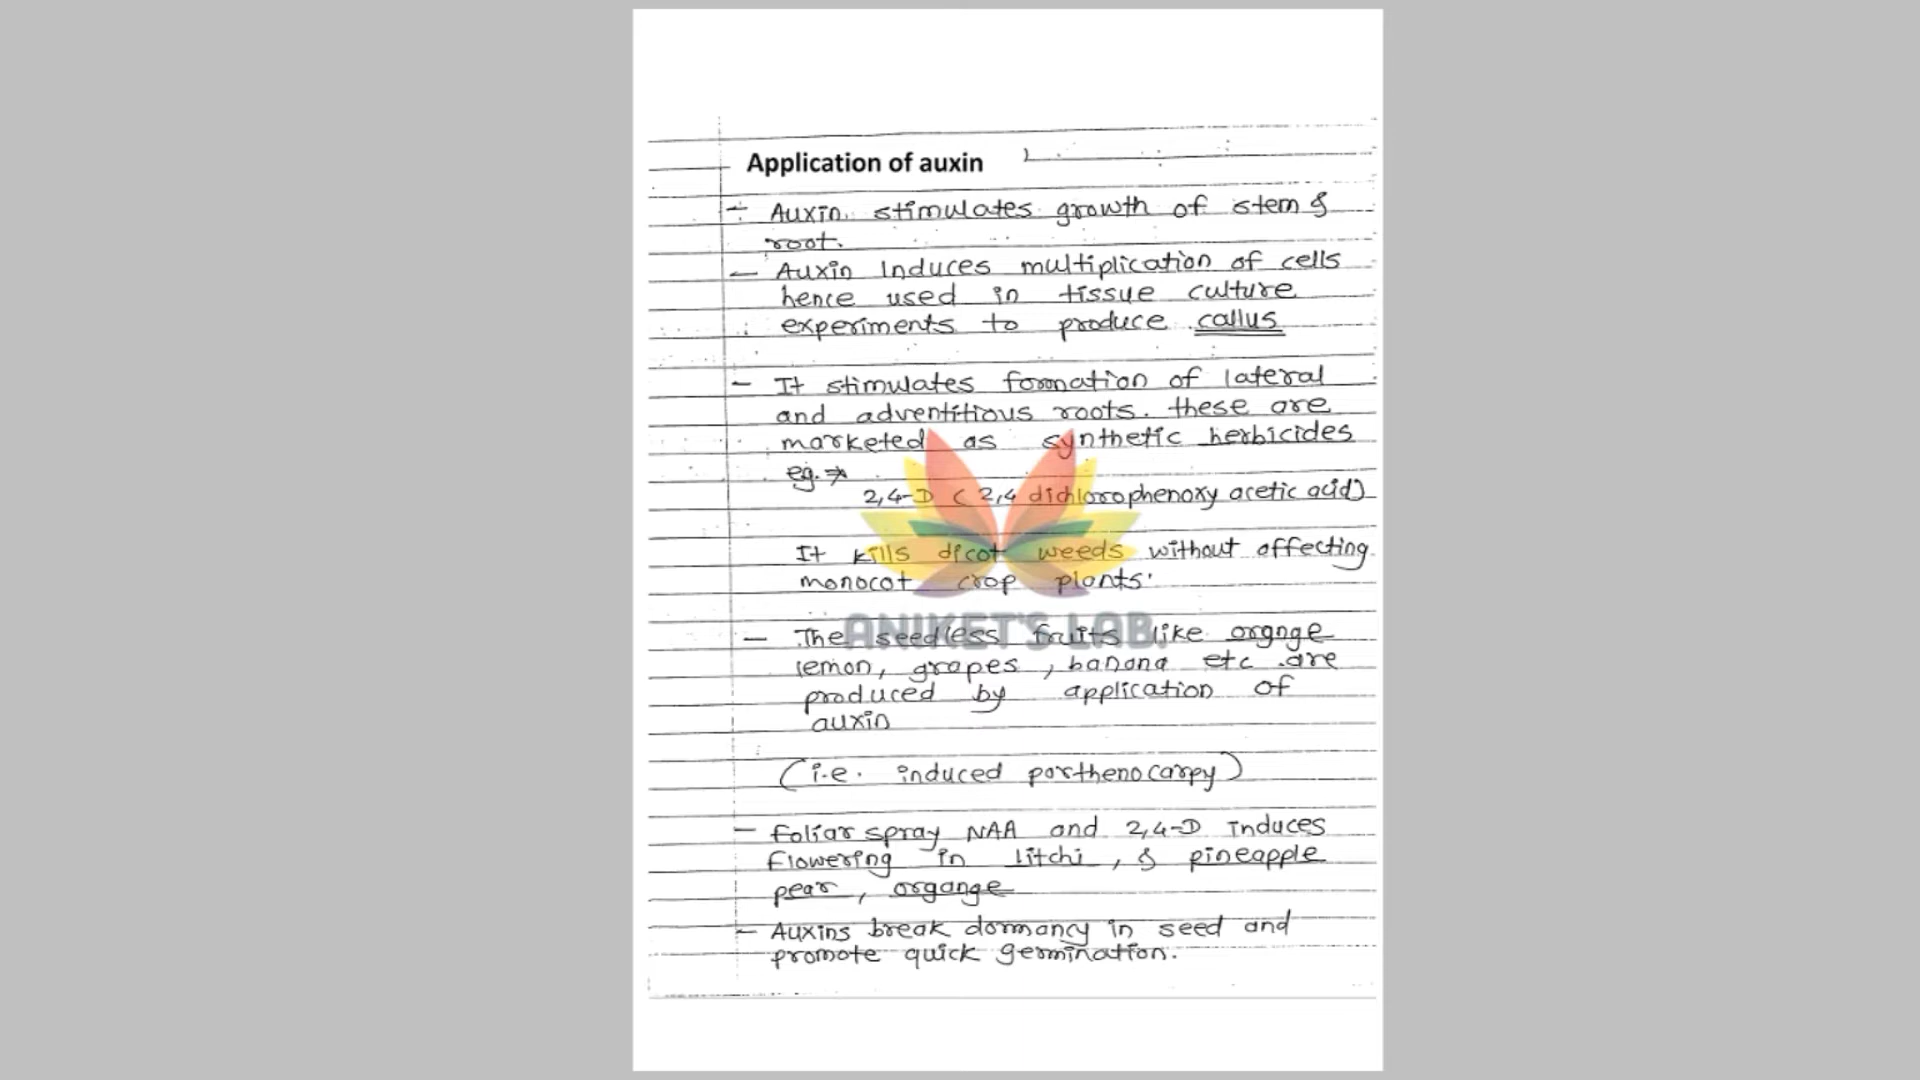 Application of auxin
- Auxin stimulates growth of stem &
root.
- Auxin Induces multiplication of cells
hence used in tissue culture
experiments to produce callus
- It stimulates formation of lateral
and adventitious roots. these are
marketed as synthetic herbicides
eg. ⇒
2,4-D (2,4 dichlorophenoxy acetic acid)
It kills dicot weeds without affecting
monocot crop plants.
ANIKET'S LAB.
- The seedless fruits like orgnge
lemon, grapes, banana etc. are
produced by application of
auxin
(i.e. induced parthenocarpy)
- Foliar spray NAA and 2,4-D induces
flowering in litchi, & pineapple
pear, organge
- Auxins break dormancy in seed and
promote quick germination.